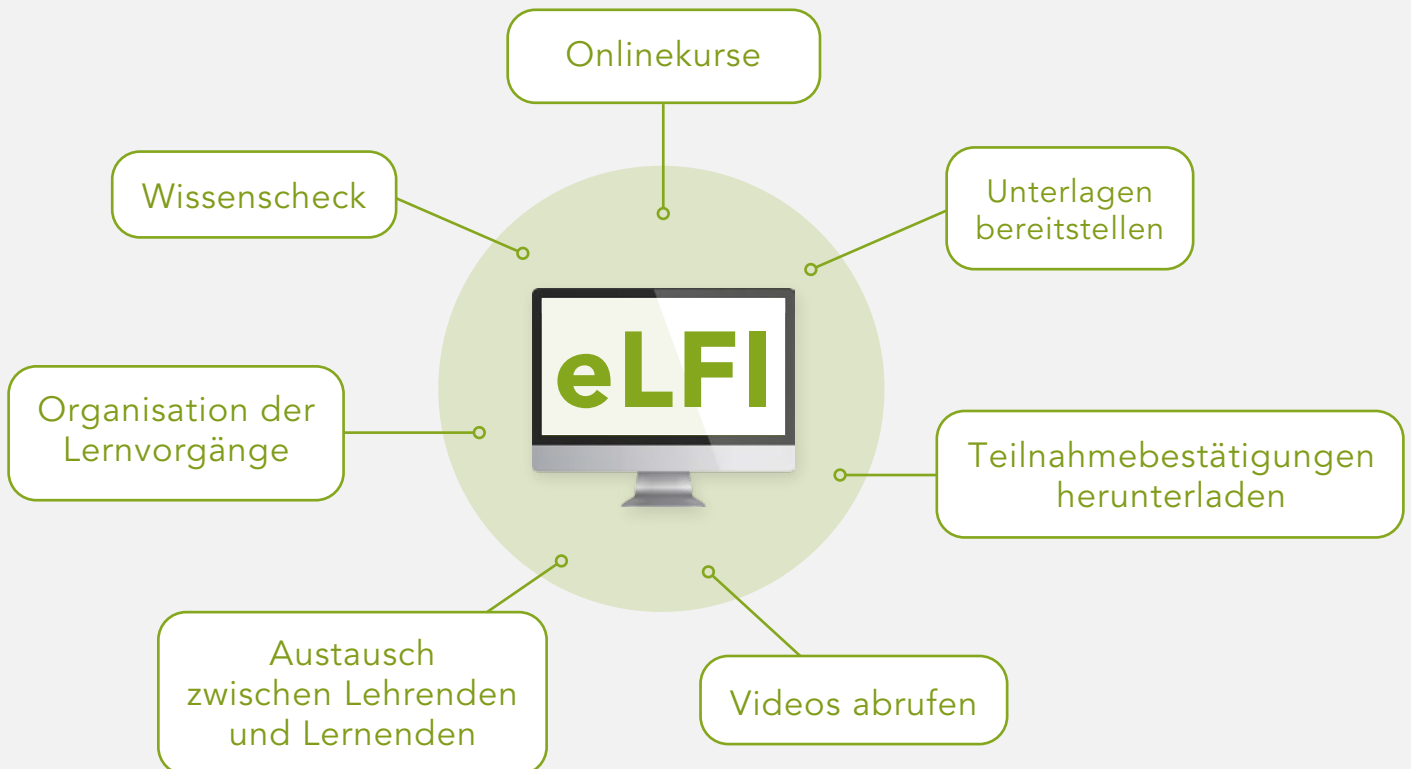 Onlinekurse
Wissenscheck
Unterlagen
bereitstellen
eLFI
Organisation der
Lernvorgänge
Teilnahmebestätigungen
herunterladen
Austausch
zwischen Lehrenden
und Lernenden
Videos abrufen